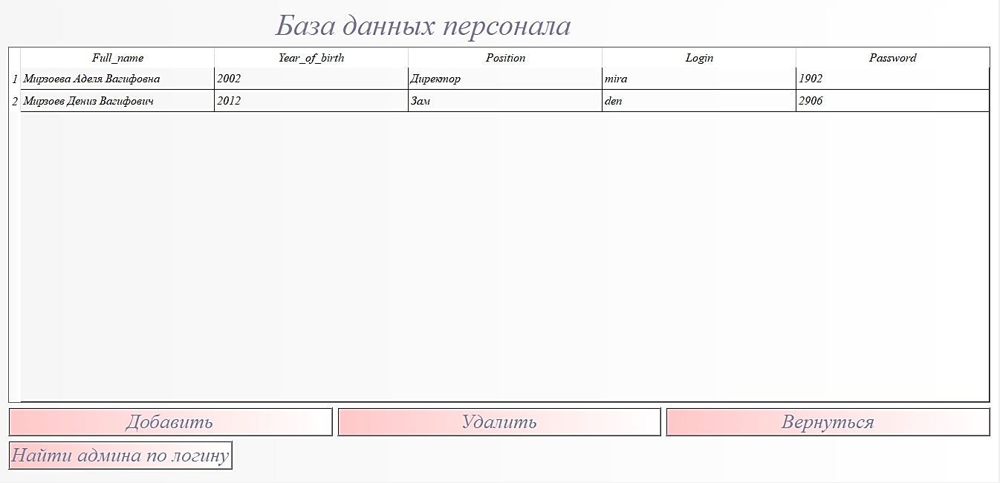 База данных персонала
Full_name Year_of_birth Position Login Password
1 Мирзоева Аделя Вагифовна 2002 Директор mira 1902
2 Мирзоев Дениз Вагифович 2012 Зам den 2906
Добавить Удалить Вернуться
Найти админа по логину